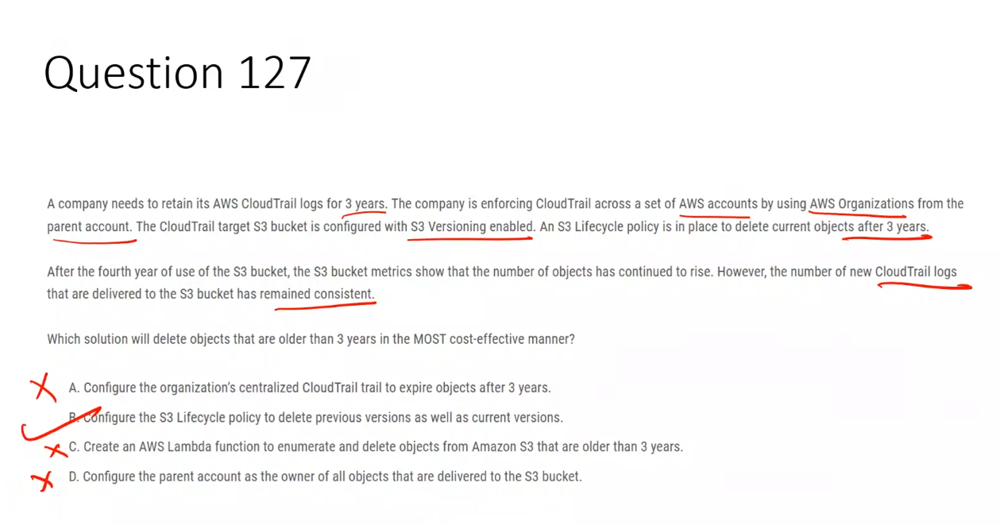 Question 127
A company needs to retain its AWS CloudTrail logs for 3 years. The company is enforcing CloudTrail across a set of AWS accounts by using AWS Organizations from the
parent account. The CloudTrail target S3 bucket is configured with S3 Versioning enabled. An S3 Lifecycle policy is in place to delete current objects after 3 years.
After the fourth year of use of the S3 bucket, the S3 bucket metrics show that the number of objects has continued to rise. However, the number of new CloudTrail logs
that are delivered to the S3 bucket has remained consistent.
Which solution will delete objects that are older than 3 years in the MOST cost-effective manner?
A. Configure the organization’s centralized CloudTrail trail to expire objects after 3 years.
B. Configure the S3 Lifecycle policy to delete previous versions as well as current versions.
C. Create an AWS Lambda function to enumerate and delete objects from Amazon S3 that are older than 3 years.
D. Configure the parent account as the owner of all objects that are delivered to the S3 bucket.